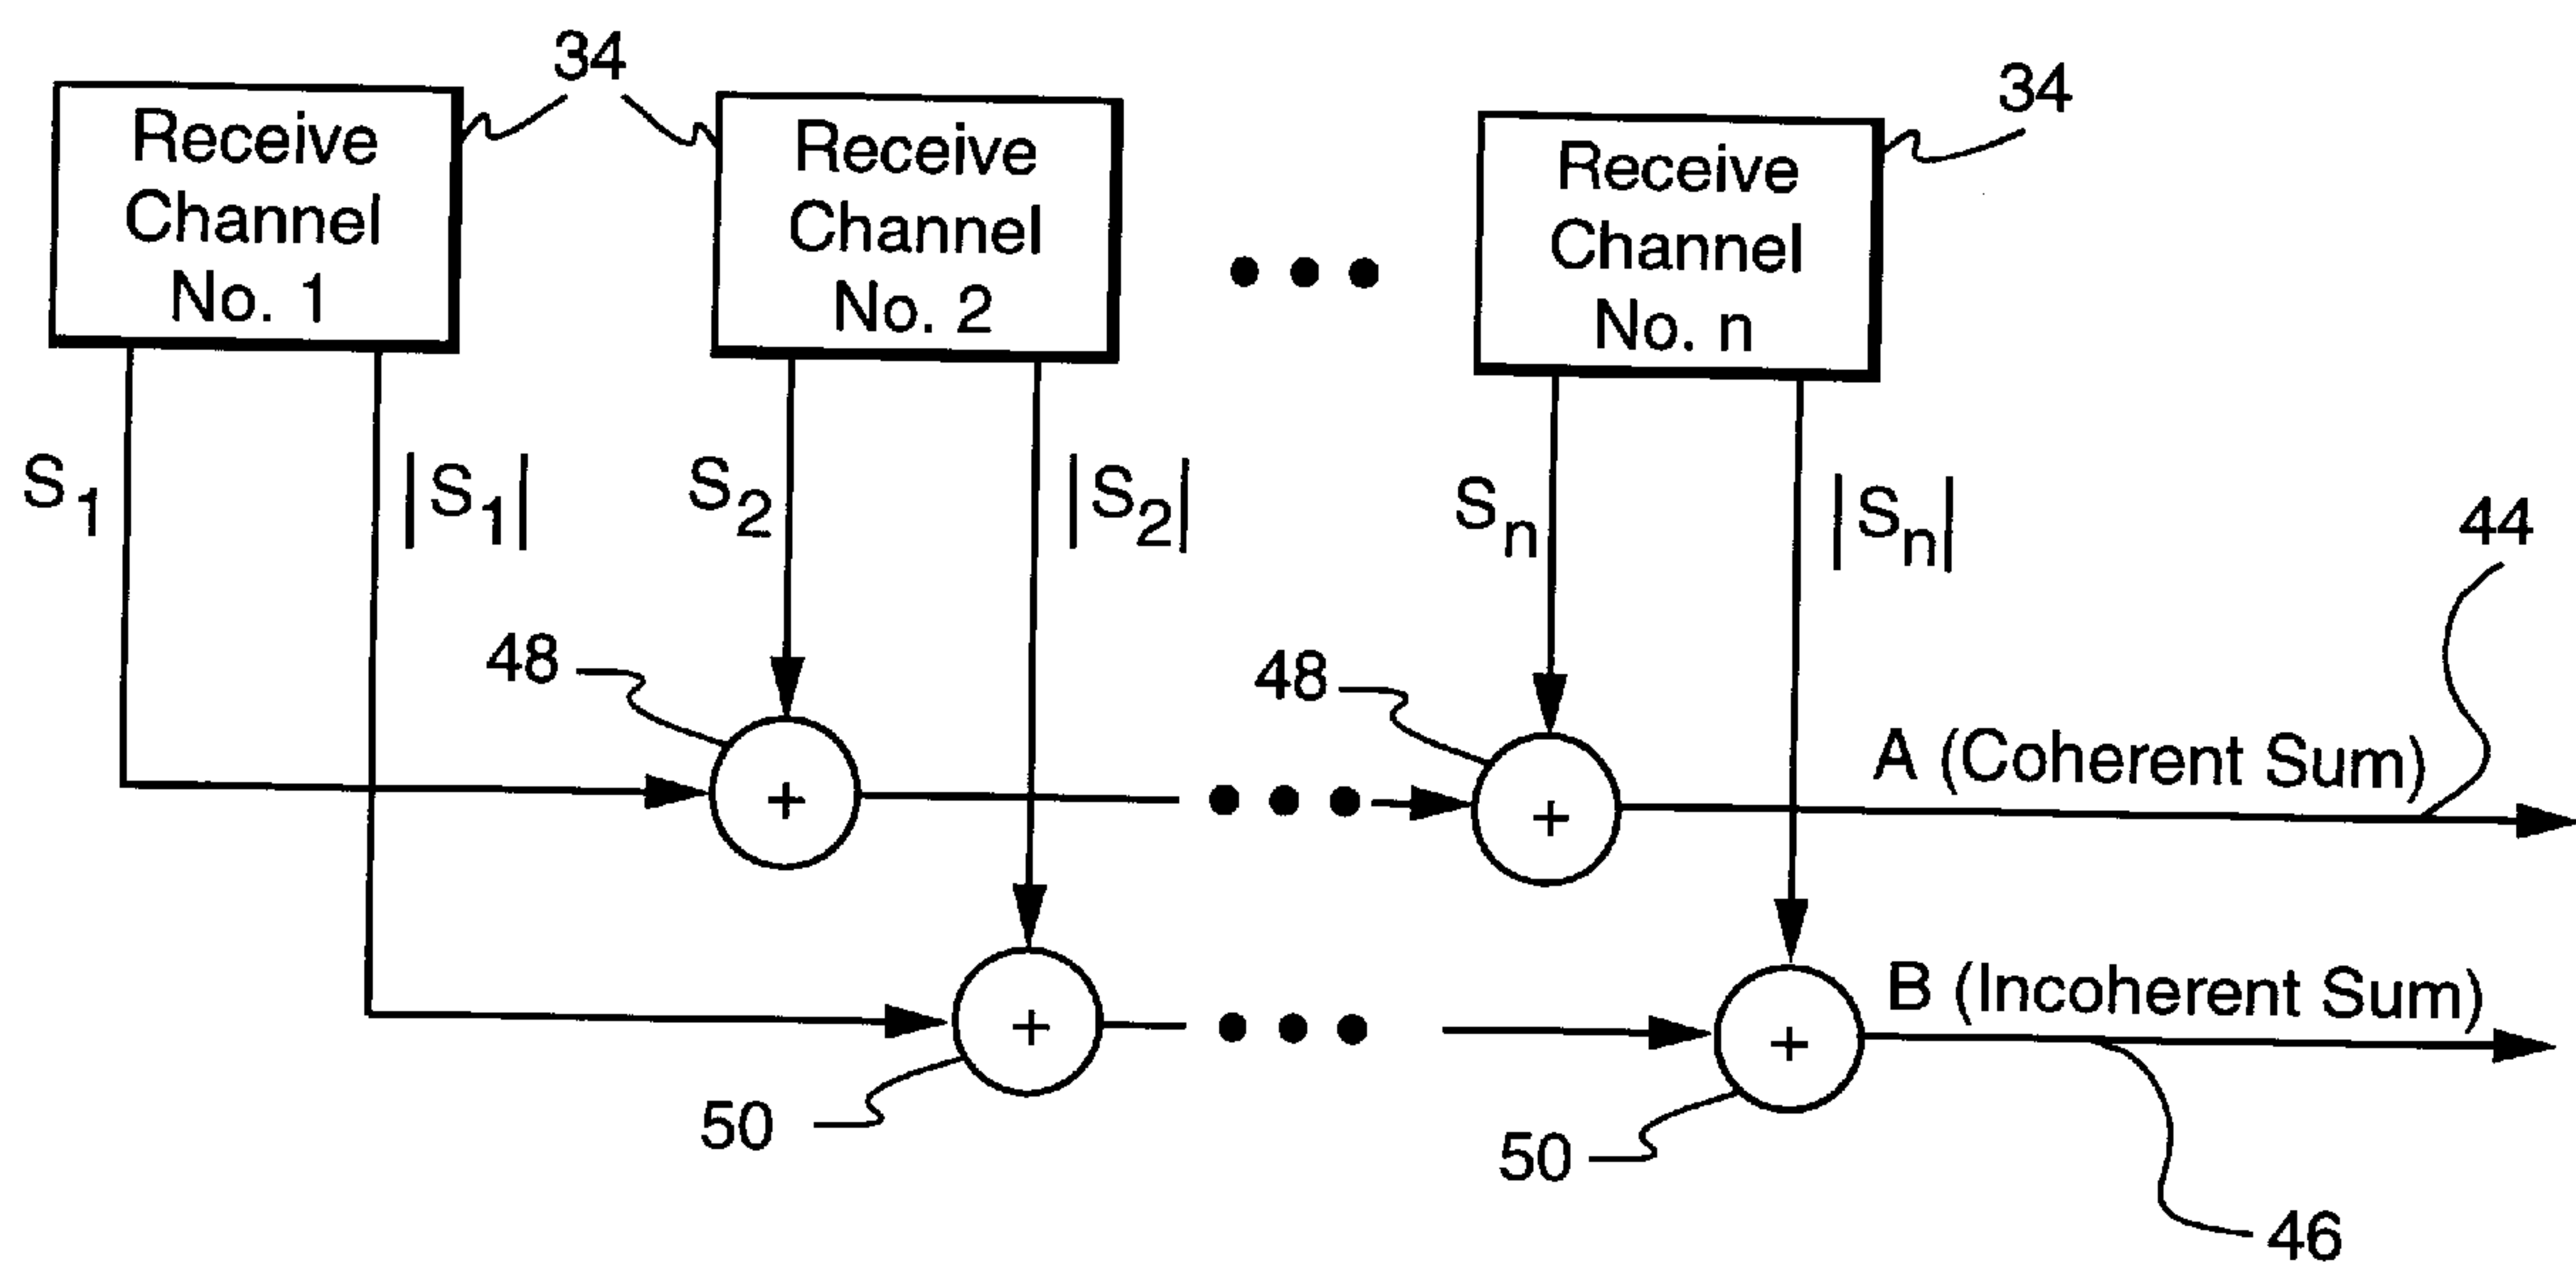 34
34
Receive
Channel
No. 1
Receive
Channel
No. 2
Receive
Channel
No. n
S1
|S1|
S2
|S2|
Sn
|Sn|
44
48
48
A (Coherent Sum)
+
+
B (Incoherent Sum)
+
+
50
50
46